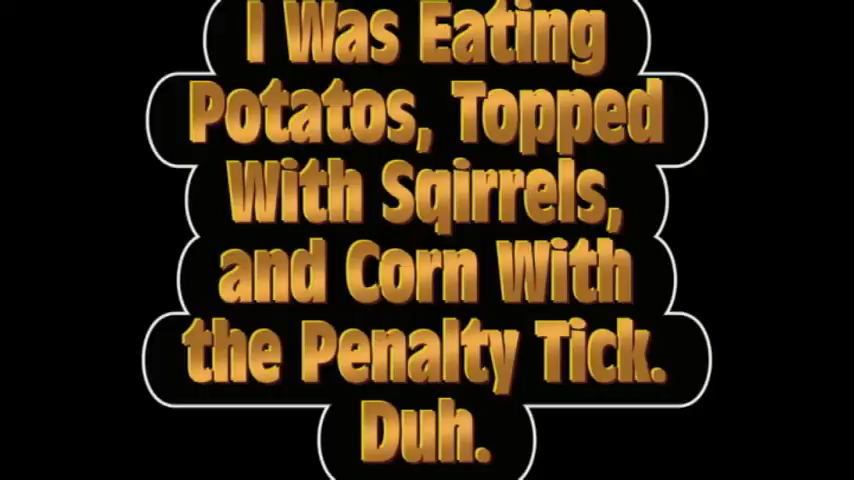 I Was Eating
Potatos, Topped
With Sqirrels,
and Corn With
the Penalty Tick.
Duh.